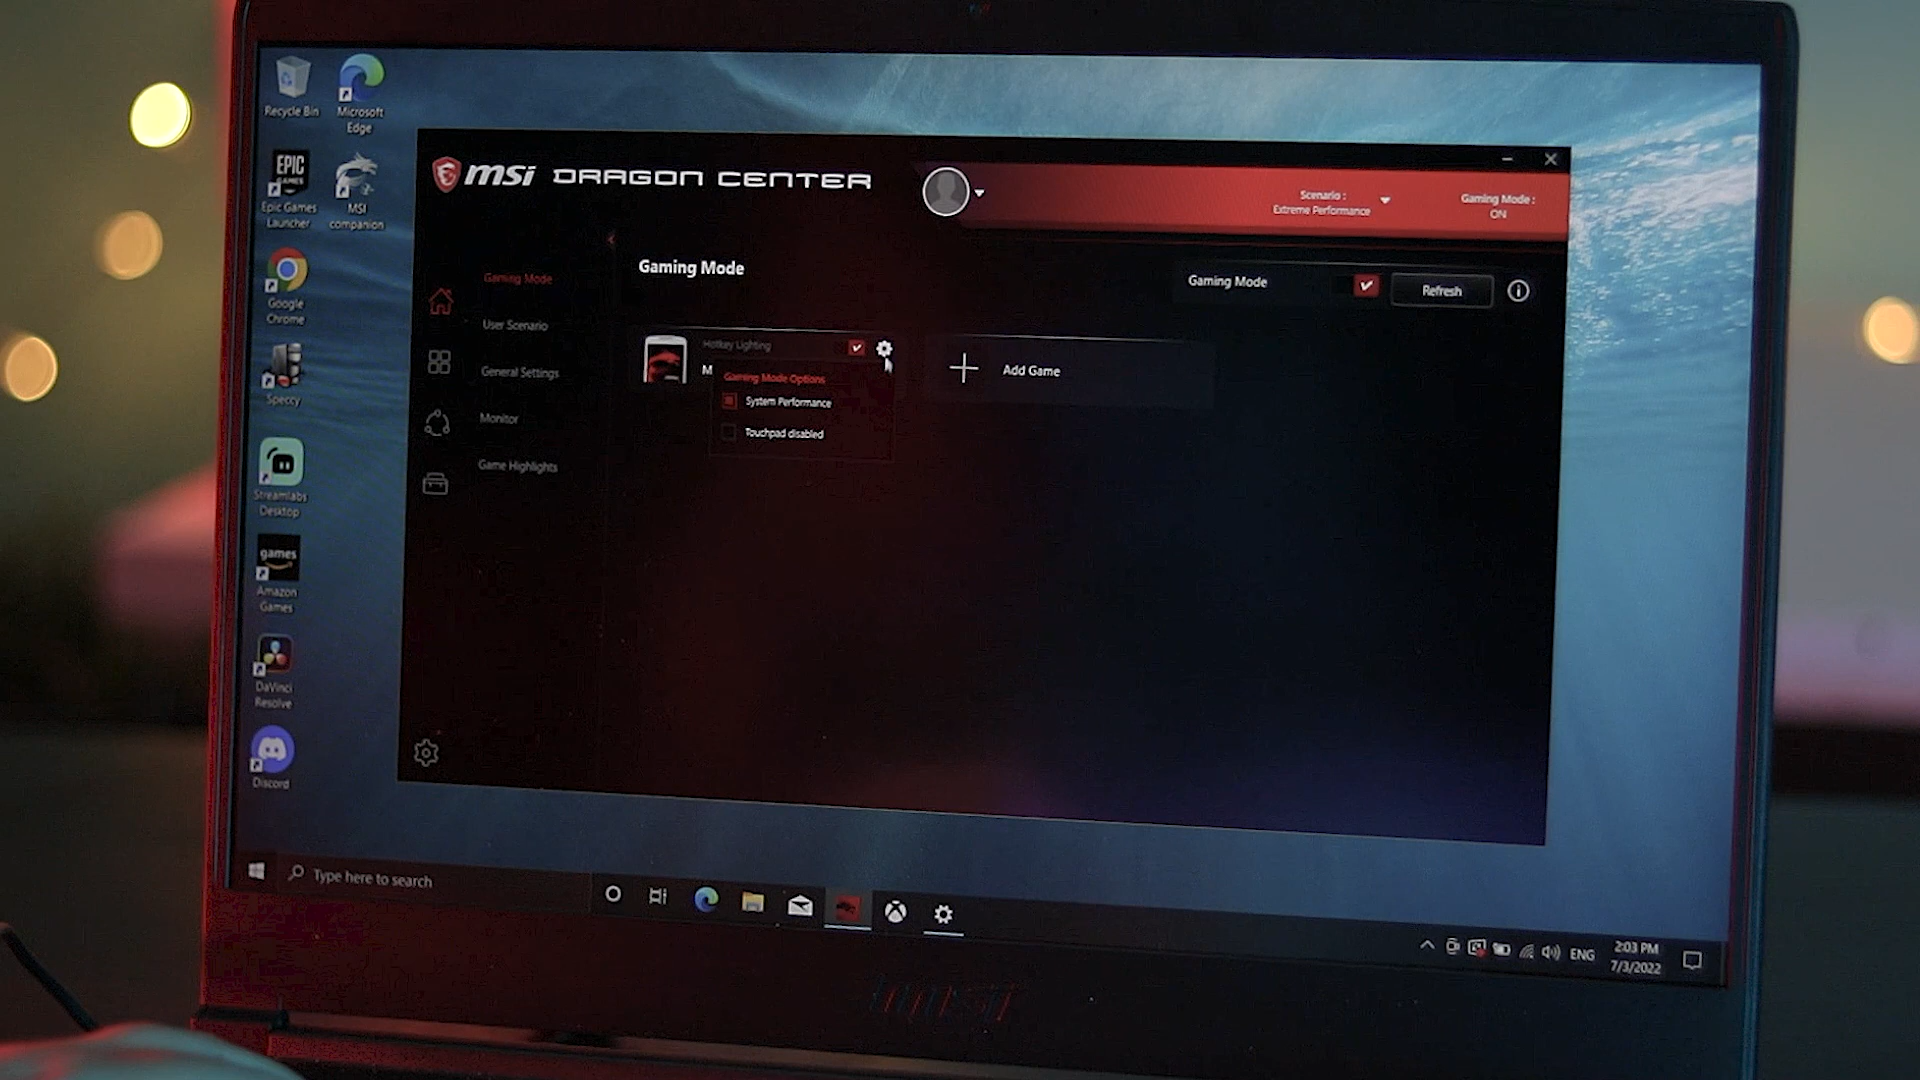 Recycle Bin
Microsoft
Edge
EPIC
GAMES
Epic Games
Launcher
MSI
companion
Google
Chrome
Speccy
Streamlabs
Desktop
games
Amazon
Games
DaVinci
Resolve
Discord
msi DRAGON CENTER
Scenario :
Extreme Performance
Gaming Mode :
ON
Gaming Mode
User Scenario
General Settings
Monitor
Game Highlights
Gaming Mode
Gaming Mode
Refresh
Hotkey Lighting
M
Gaming Mode Options
System Performance
Touchpad disabled
Add Game
Type here to search
ENG
2:03 PM
7/3/2022
msi